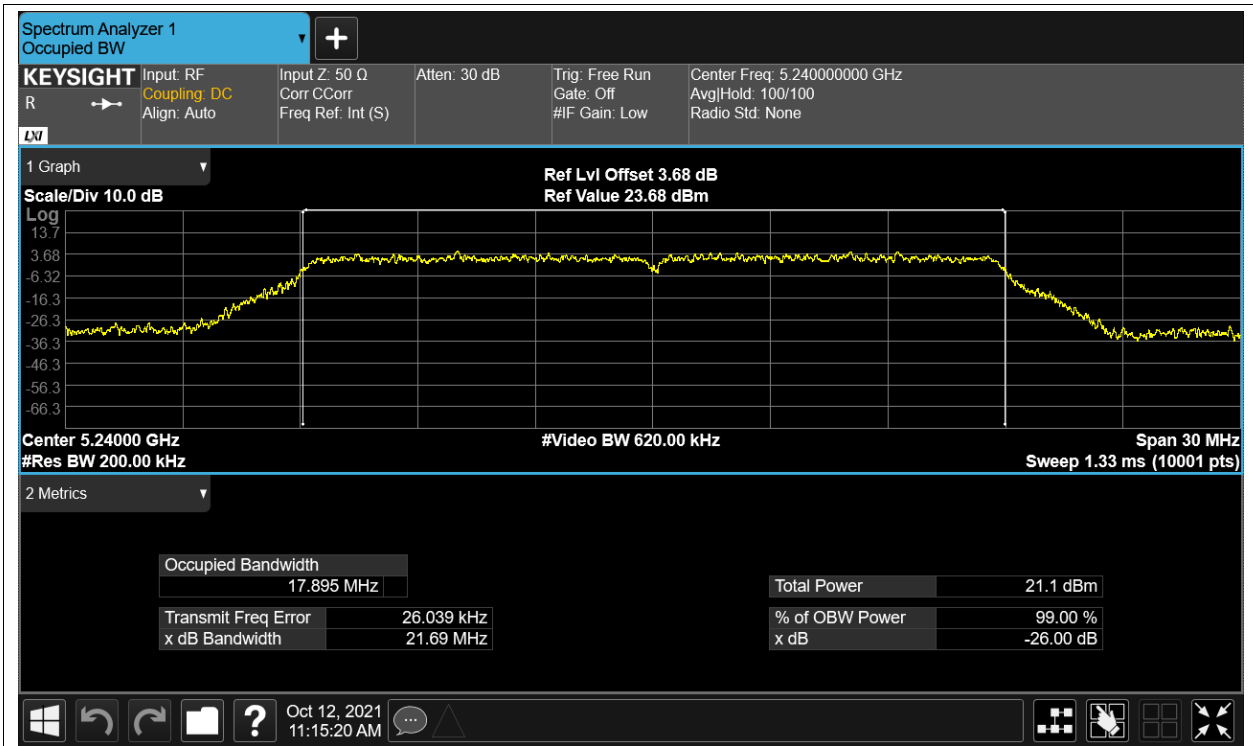 Spectrum Analyzer 1
Occupied BW
KEYSIGHT
R
LXI
Input: RF
Coupling: DC
Align: Auto
Input Z: 50 Ω
Corr CCorr
Freq Ref: Int (S)
Atten: 30 dB
Trig: Free Run
Gate: Off
#IF Gain: Low
Center Freq: 5.240000000 GHz
Avg|Hold: 100/100
Radio Std: None
1 Graph
Scale/Div 10.0 dB
Ref Lvl Offset 3.68 dB
Ref Value 23.68 dBm
Log
13.7
3.68
-6.32
-16.3
-26.3
-36.3
-46.3
-56.3
-66.3
Center 5.24000 GHz
#Video BW 620.00 kHz
Span 30 MHz
#Res BW 200.00 kHz
Sweep 1.33 ms (10001 pts)
2 Metrics
Occupied Bandwidth
17.895 MHz
Total Power 21.1 dBm
Transmit Freq Error 26.039 kHz
% of OBW Power 99.00 %
x dB Bandwidth 21.69 MHz
x dB -26.00 dB
?
Oct 12, 2021
11:15:20 AM